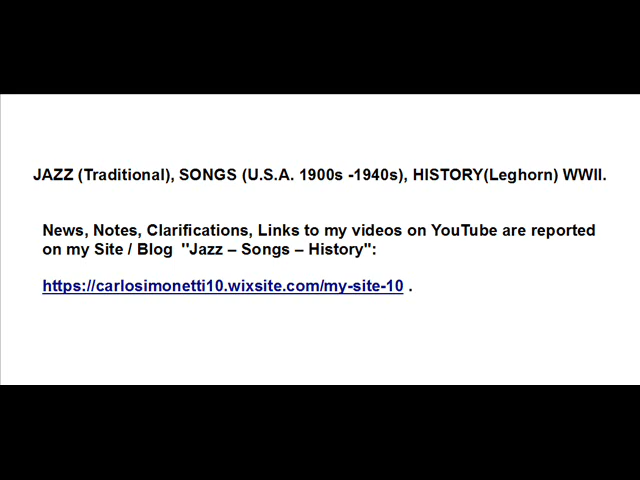 JAZZ (Traditional), SONGS (U.S.A. 1900s -1940s), HISTORY(Leghorn) WWII.
News, Notes, Clarifications, Links to my videos on YouTube are reported
on my Site / Blog "Jazz – Songs – History":
https://carlosimonetti10.wixsite.com/my-site-10 .